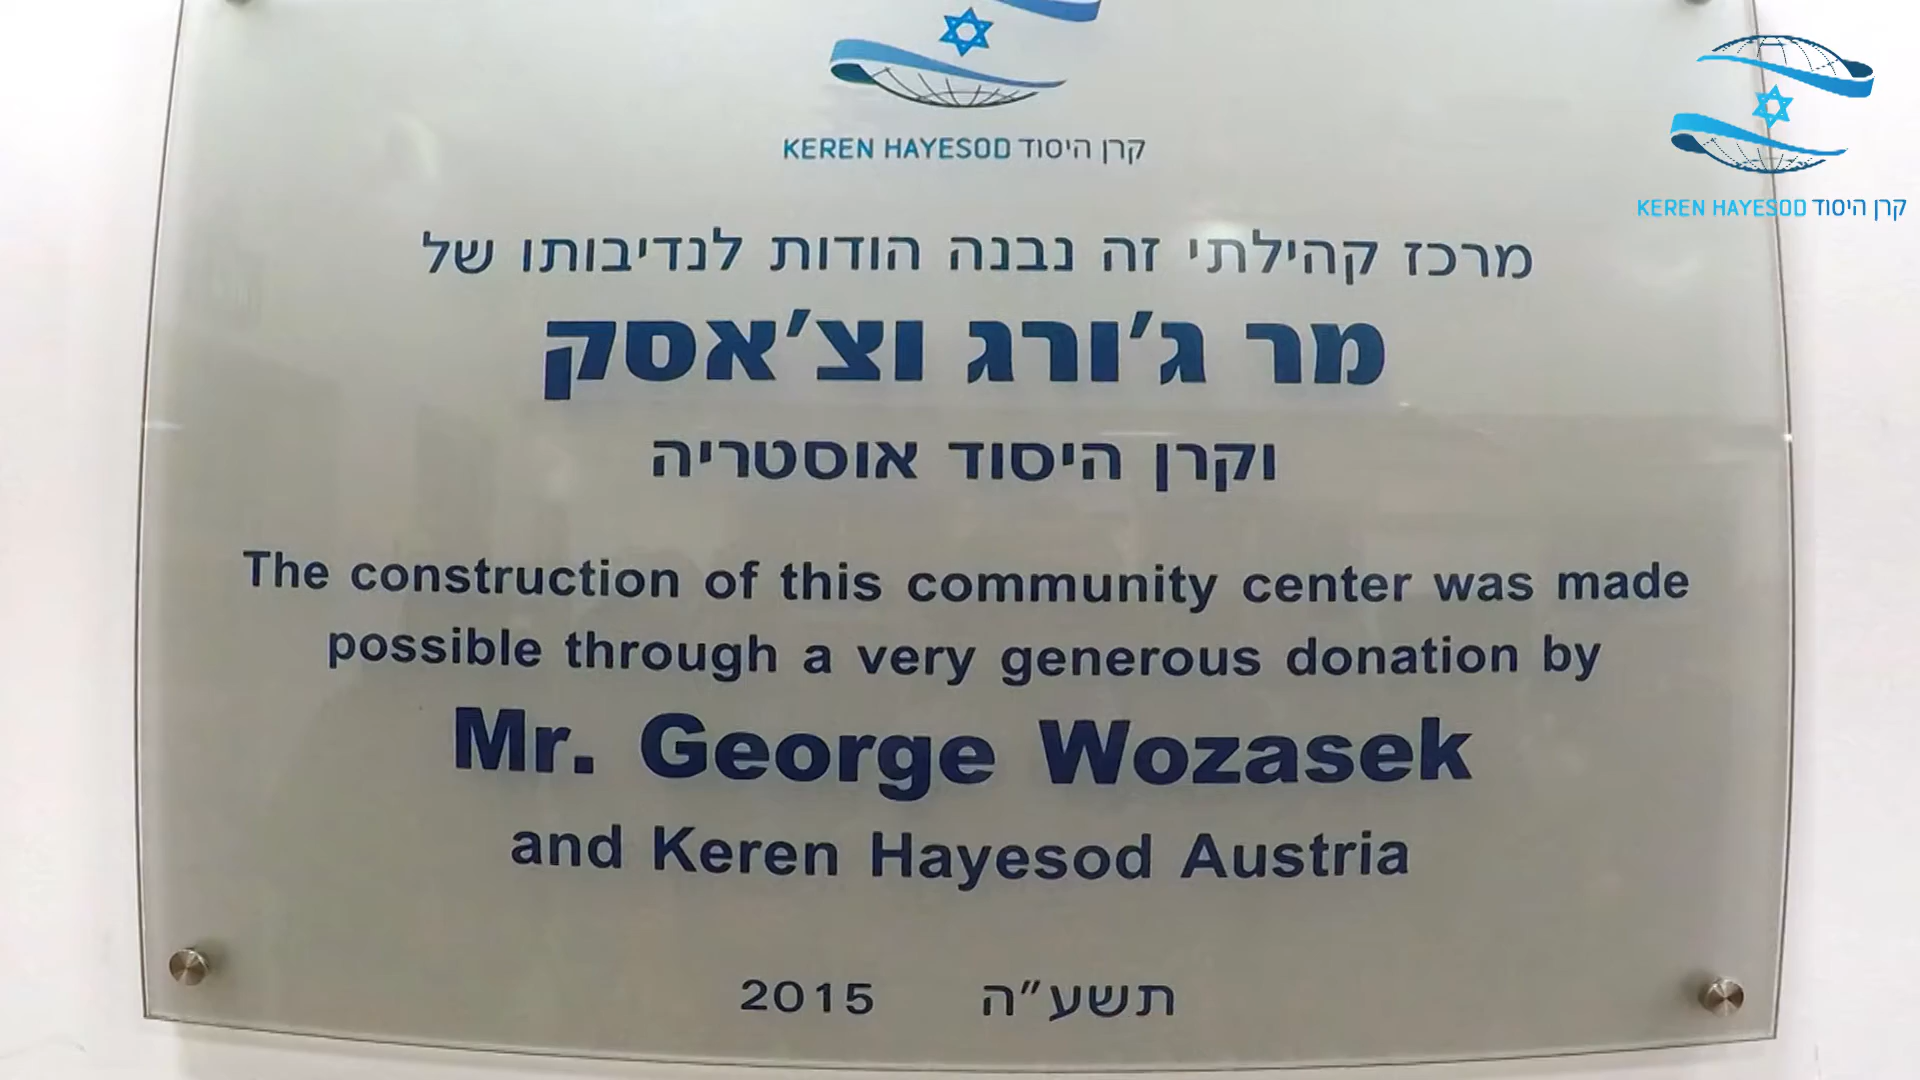 KEREN HAYESOD קרן היסוד
KEREN HAYESOD קרן היסוד
מרכז קהילתי זה נבנה הודות לנדיבותו של
מר ג'ורג וצ'אסק
וקרן היסוד אוסטריה
The construction of this community center was made
possible through a very generous donation by
Mr. George Wozasek
and Keren Hayesod Austria
2015 תשע"ה